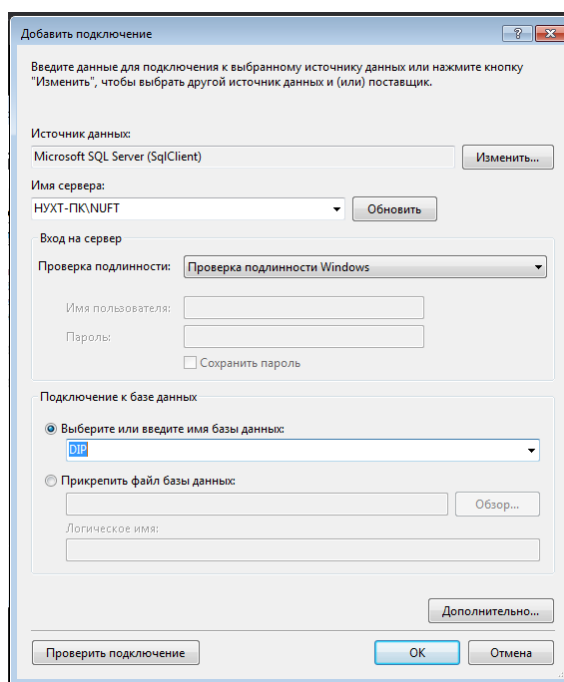 Добавить подключение
Введите данные для подключения к выбранному источнику данных или нажмите кнопку
"Изменить", чтобы выбрать другой источник данных и (или) поставщик.
Источник данных:
Microsoft SQL Server (SqlClient)
Изменить...
Имя сервера:
НУХТ-ПК\NUFT
Обновить
Вход на сервер
Проверка подлинности:
Проверка подлинности Windows
Имя пользователя:
Пароль:
Сохранить пароль
Подключение к базе данных
Выберите или введите имя базы данных:
DIP
Прикрепить файл базы данных:
Обзор...
Логическое имя:
Дополнительно...
Проверить подключение
ОК
Отмена